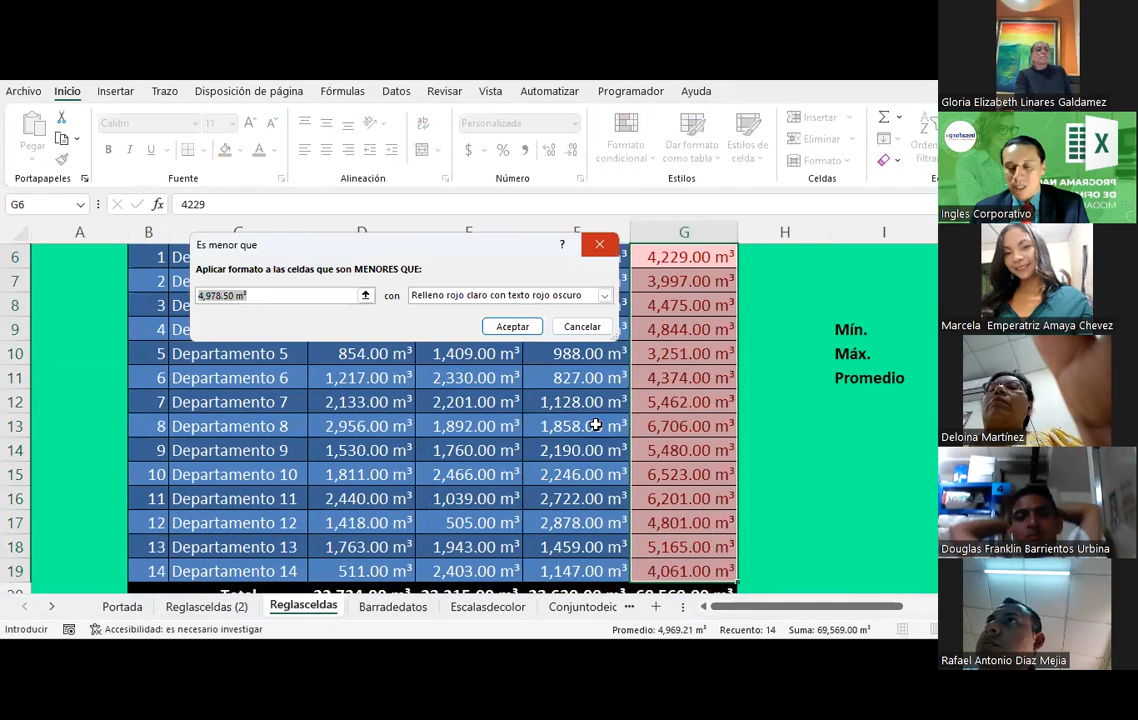 Archivo Inicio Insertar Trazo Disposición de página Fórmulas Datos Revisar Vista Automatizar Programador Ayuda
Pegar
Calibri 11
N K S
Personalizada
Formato condicional
Dar formato como tabla
Estilos de celda
Insertar
Eliminar
Formato
Portapapeles Fuente Alineación Número Estilos Celdas
G6 fx 4229
A B C D G H I
Es menor que ?
Aplicar formato a las celdas que son MENORES QUE:
4,978.50 m³ con Relleno rojo claro con texto rojo oscuro
Aceptar Cancelar
6 1 4,229.00 m³
7 2 3,997.00 m³
8 3 4,475.00 m³
9 4 4,844.00 m³ Mín.
10 5 Departamento 5 854.00 m³ 1,409.00 m³ 988.00 m³ 3,251.00 m³ Máx.
11 6 Departamento 6 1,217.00 m³ 2,330.00 m³ 827.00 m³ 4,374.00 m³ Promedio
12 7 Departamento 7 2,133.00 m³ 2,201.00 m³ 1,128.00 m³ 5,462.00 m³
13 8 Departamento 8 2,956.00 m³ 1,892.00 m³ 1,858.00 m³ 6,706.00 m³
14 9 Departamento 9 1,530.00 m³ 1,760.00 m³ 2,190.00 m³ 5,480.00 m³
15 10 Departamento 10 1,811.00 m³ 2,466.00 m³ 2,246.00 m³ 6,523.00 m³
16 11 Departamento 11 2,440.00 m³ 1,039.00 m³ 2,722.00 m³ 6,201.00 m³
17 12 Departamento 12 1,418.00 m³ 505.00 m³ 2,878.00 m³ 4,801.00 m³
18 13 Departamento 13 1,763.00 m³ 1,943.00 m³ 1,459.00 m³ 5,165.00 m³
19 14 Departamento 14 511.00 m³ 2,403.00 m³ 1,147.00 m³ 4,061.00 m³
Portada Reglasceldas (2) Reglasceldas Barradedatos Escalasdecolor Conjuntodeic
Introducir Accesibilidad: es necesario investigar Promedio: 4,969.21 m³ Recuento: 14 Suma: 69,569.00 m³
Gloria Elizabeth Linares Galdamez
Ingles Corporativo
Marcela Emperatriz Amaya Chevez
Deloina Martínez
Douglas Franklin Barrientos Urbina
Rafael Antonio Diaz Mejia